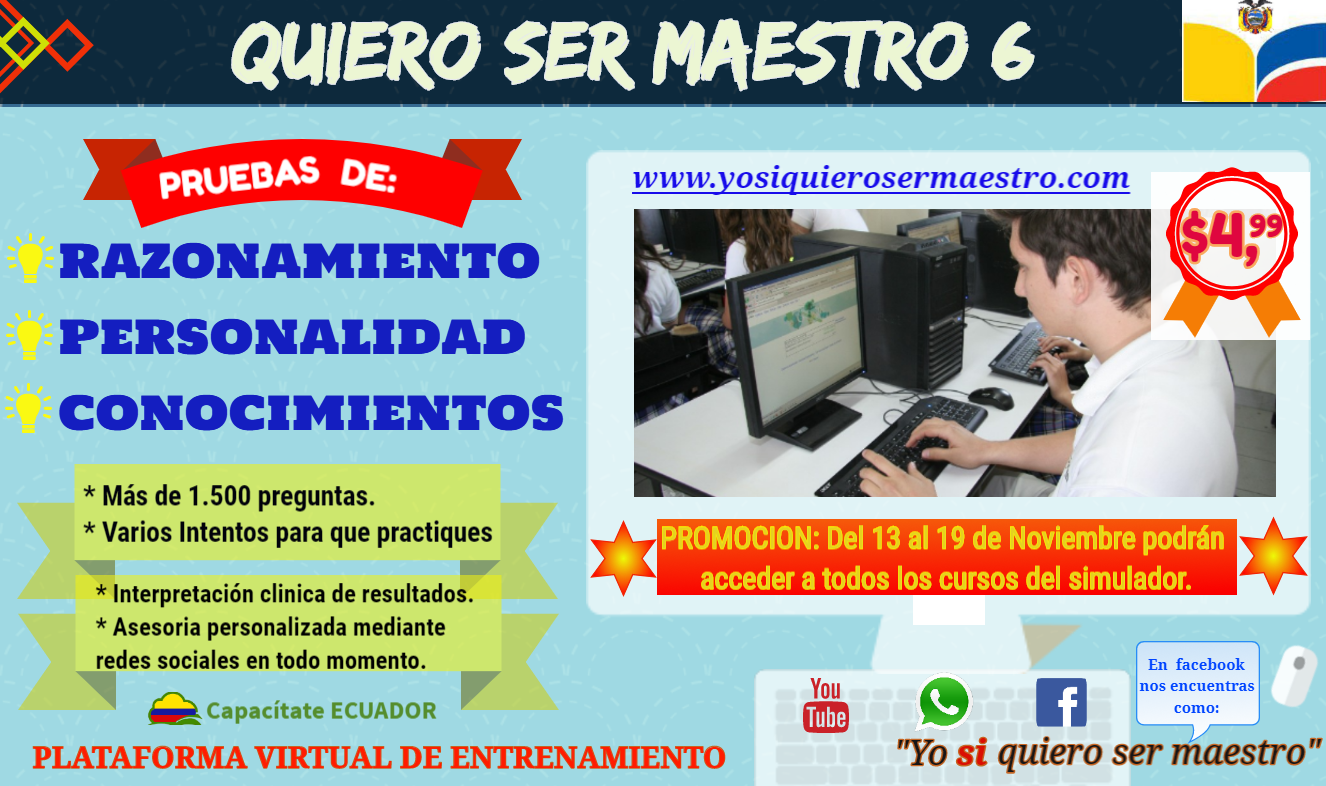 QUIERO SER MAESTRO 6
PRUEBAS DE:
RAZONAMIENTO
PERSONALIDAD
CONOCIMIENTOS
* Más de 1.500 preguntas.
* Varios Intentos para que practiques
* Interpretación clinica de resultados.
* Asesoria personalizada mediante
redes sociales en todo momento.
Capacítate ECUADOR
PLATAFORMA VIRTUAL DE ENTRENAMIENTO
www.yosiquierosermaestro.com
$4,99
PROMOCION: Del 13 al 19 de Noviembre podrán
acceder a todos los cursos del simulador.
You
Tube
En facebook
nos encuentras
como:
"Yo si quiero ser maestro"